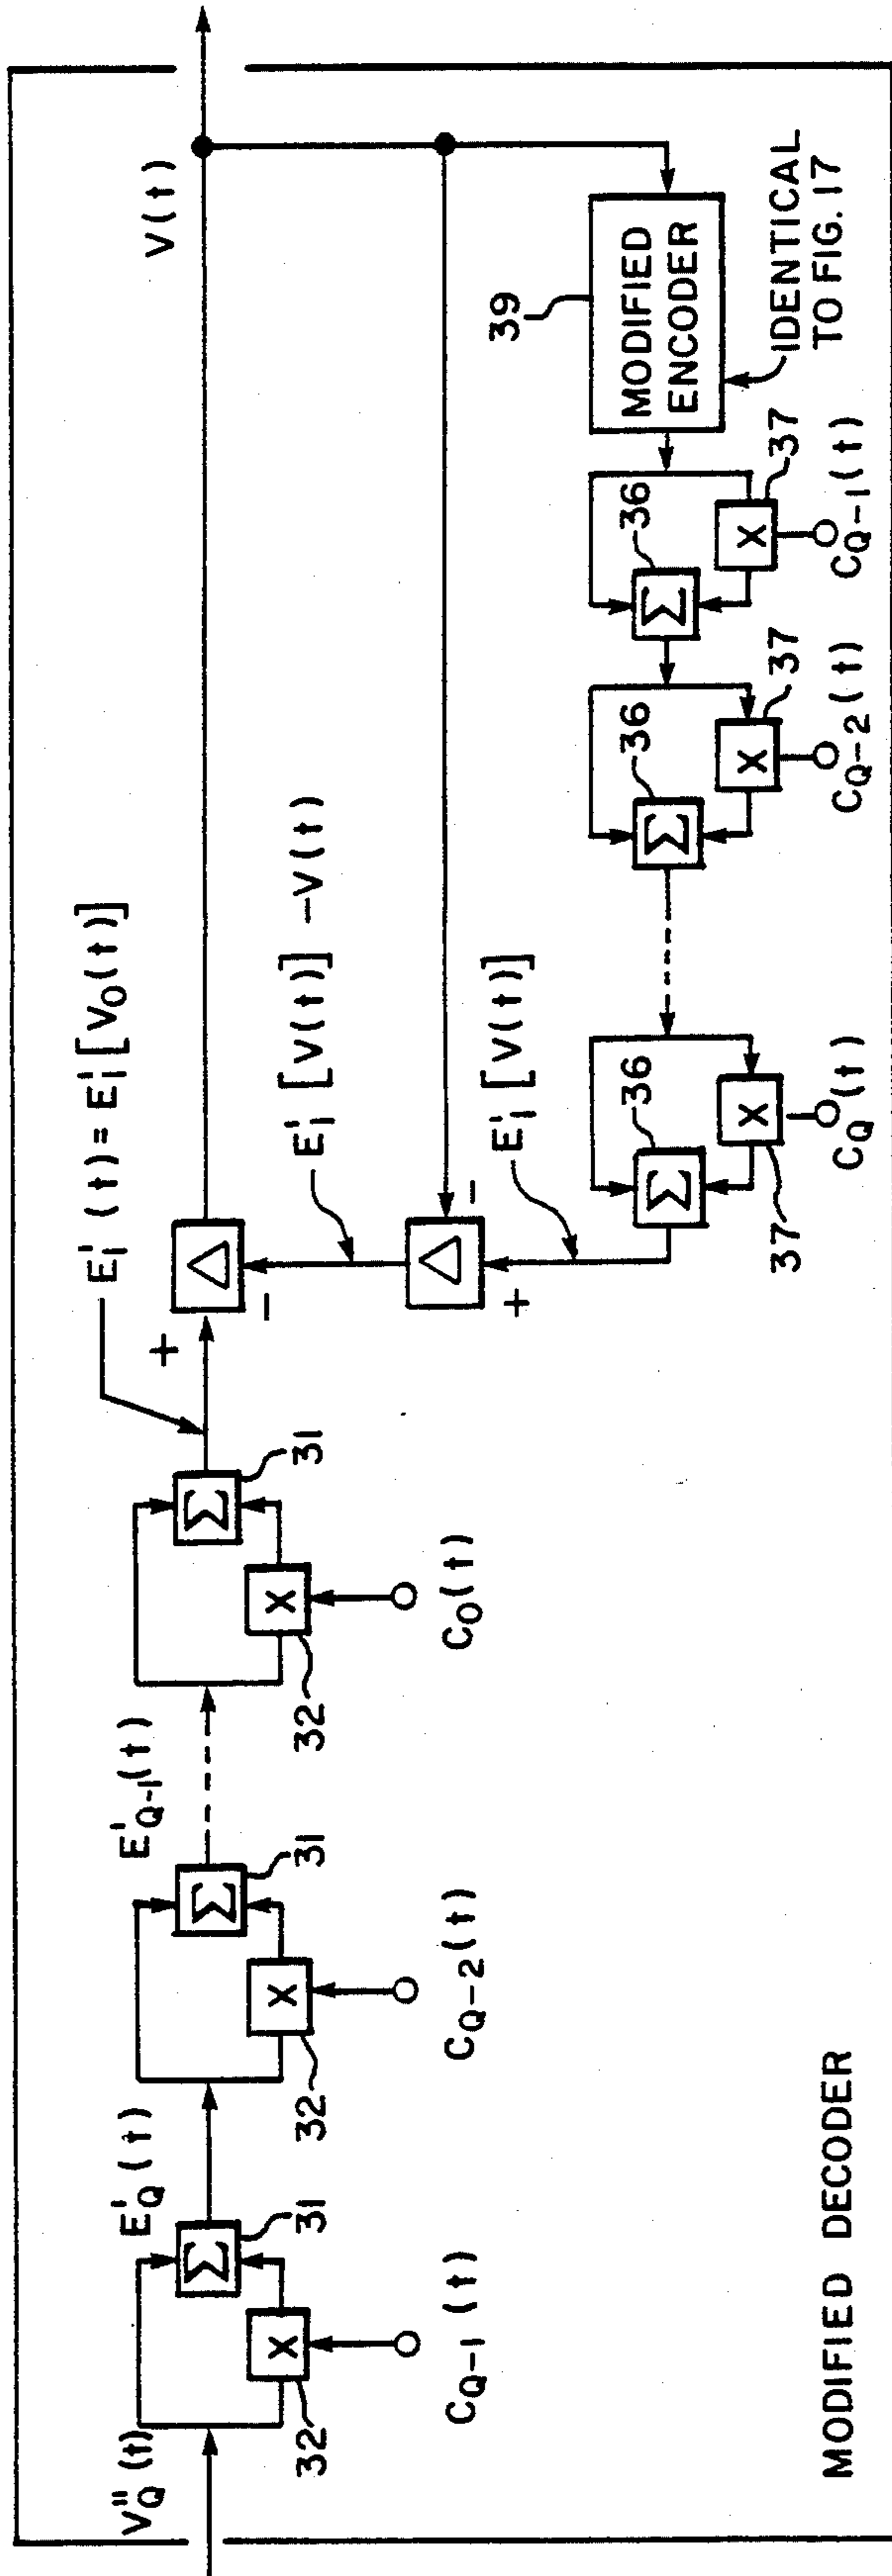 V"Q (t)
E'Q (t)
E'Q-1 (t)
E'1 (t) = E'1 [V0 (t)]
V(t)
Σ
31
Σ
31
Σ
31
X
32
X
32
X
32
CQ-1 (t)
CQ-2 (t)
C0 (t)
+
△
-
E'1 [V(t)] -V(t)
△
-
+
E'1 [V(t)]
39
MODIFIED
ENCODER
IDENTICAL
TO FIG. 17
Σ
36
Σ
36
Σ
36
X
37
X
37
X
37
CQ (t)
CQ-2 (t)
CQ-1 (t)
MODIFIED DECODER